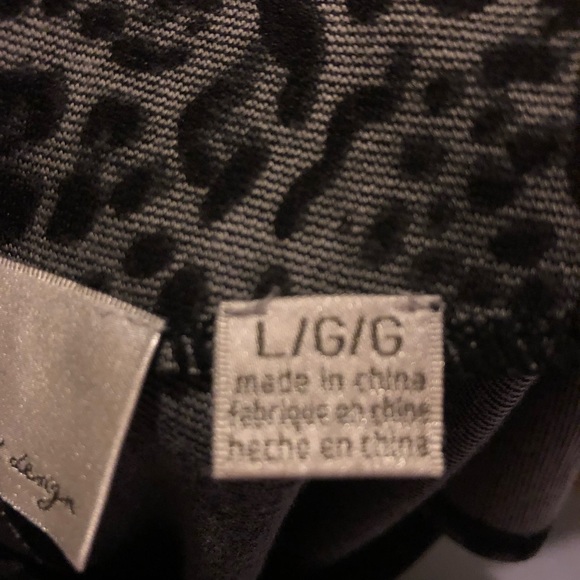 L/G/G
made in china
fabriqué en chine
hecho en china
design